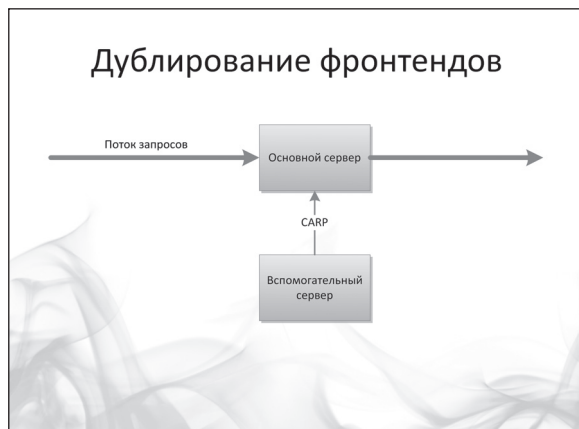 Дублирование фронтендов
Поток запросов
Основной сервер
CARP
Вспомогательный
сервер